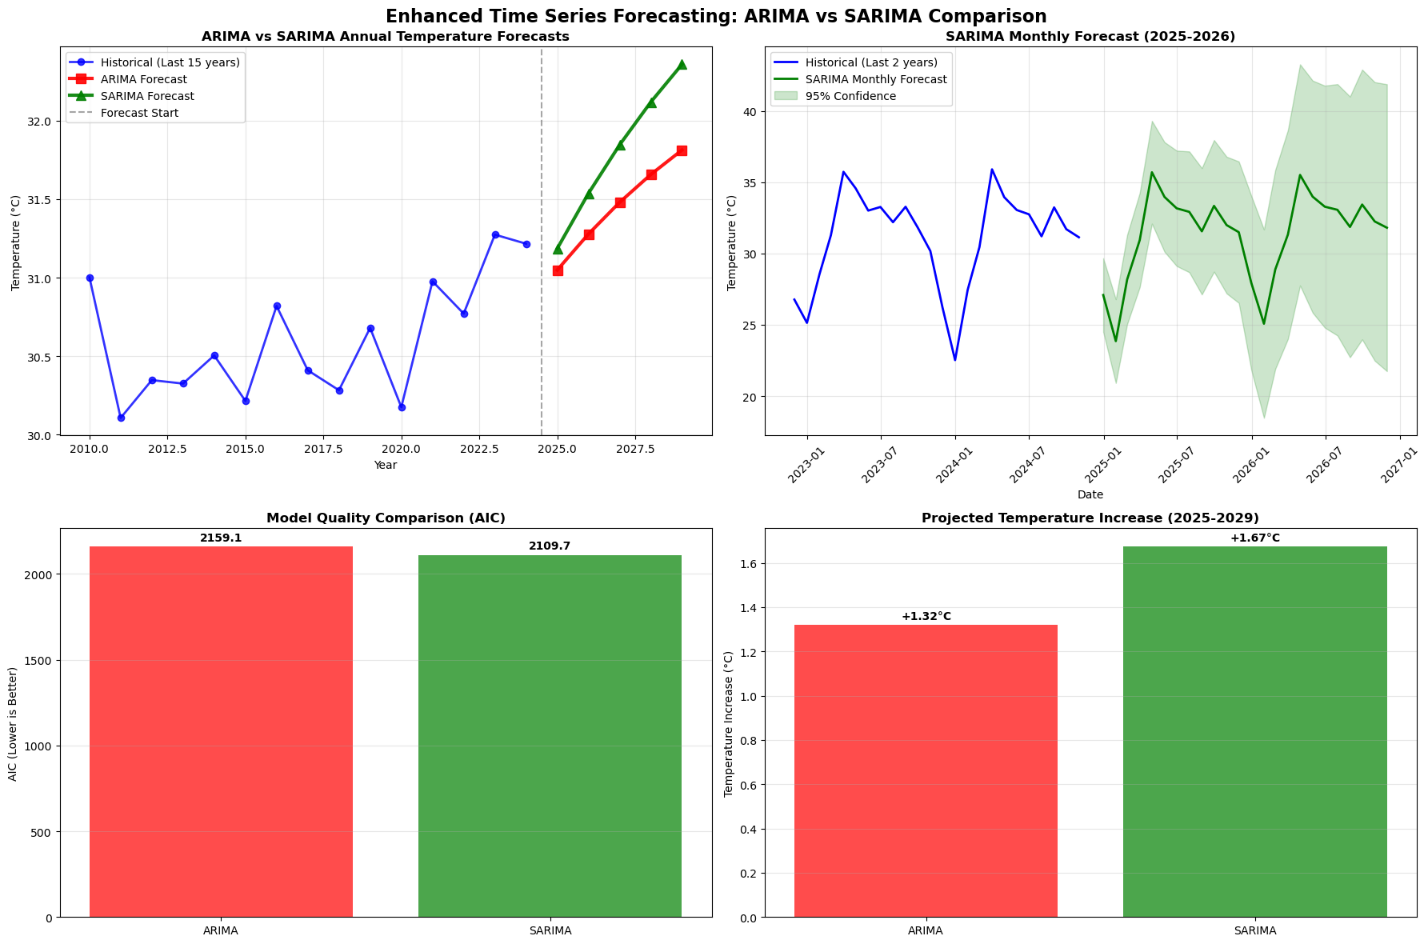 Enhanced Time Series Forecasting: ARIMA vs SARIMA Comparison
ARIMA vs SARIMA Annual Temperature Forecasts
Historical (Last 15 years)
ARIMA Forecast
SARIMA Forecast
Forecast Start
Temperature (°C)
32.0
31.5
31.0
30.5
30.0
2010.0 2012.5 2015.0 2017.5 2020.0 2022.5 2025.0 2027.5
Year
SARIMA Monthly Forecast (2025-2026)
Historical (Last 2 years)
SARIMA Monthly Forecast
95% Confidence
Temperature (°C)
40
35
30
25
20
2023-01 2023-07 2024-01 2024-07 2025-01 2025-07 2026-01 2026-07 2027-01
Date
Model Quality Comparison (AIC)
2159.1
2109.7
AIC (Lower is Better)
2000
1500
1000
500
0
ARIMA SARIMA
Projected Temperature Increase (2025-2029)
+1.67°C
+1.32°C
Temperature Increase (°C)
1.6
1.4
1.2
1.0
0.8
0.6
0.4
0.2
0.0
ARIMA SARIMA